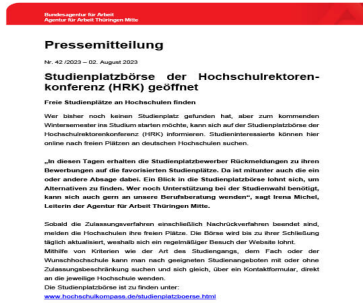 Bundesagentur für Arbeit
Agentur für Arbeit Thüringen-Mitte
Pressemitteilung
Nr. 42 /2023 – 02. August 2023
Studienplatzbörse der Hochschulrektoren-
konferenz (HRK) geöffnet
Freie Studienplätze an Hochschulen finden
Wer bisher noch keinen Studienplatz gefunden hat, aber zum kommenden
Wintersemester ins Studium starten möchte, kann sich auf der Studienplatzbörse der
Hochschulrektorenkonferenz (HRK) informieren. Studieninteressierte können hier
online nach freien Plätzen an deutschen Hochschulen suchen.
„In diesen Tagen erhalten die Studienplatzbewerber Rückmeldungen zu ihren
Bewerbungen auf die favorisierten Studienplätze. Da ist mitunter auch die ein
oder andere Absage dabei. Ein Blick in die Studienplatzbörse lohnt sich, um
Alternativen zu finden. Wer noch Unterstützung bei der Studienwahl benötigt,
kann sich auch gern an unsere Berufsberatung wenden“, sagt Irena Michel,
Leiterin der Agentur für Arbeit Thüringen Mitte.
Sobald die Zulassungsverfahren einschließlich Nachrückverfahren beendet sind,
melden die Hochschulen ihre freien Plätze. Die Börse wird bis zu ihrer Schließung
täglich aktualisiert, weshalb sich ein regelmäßiger Besuch der Website lohnt.
Mithilfe von Kriterien wie der Art des Studiengangs, dem Fach oder der
Wunschhochschule kann man nach geeigneten Studienangeboten mit oder ohne
Zulassungsbeschränkung suchen und sich gleich, über ein Kontaktformular, direkt
an die jeweilige Hochschule wenden.
Die Studienplatzbörse ist zu finden unter:
www.hochschulkompass.de/studienplatzboerse.html